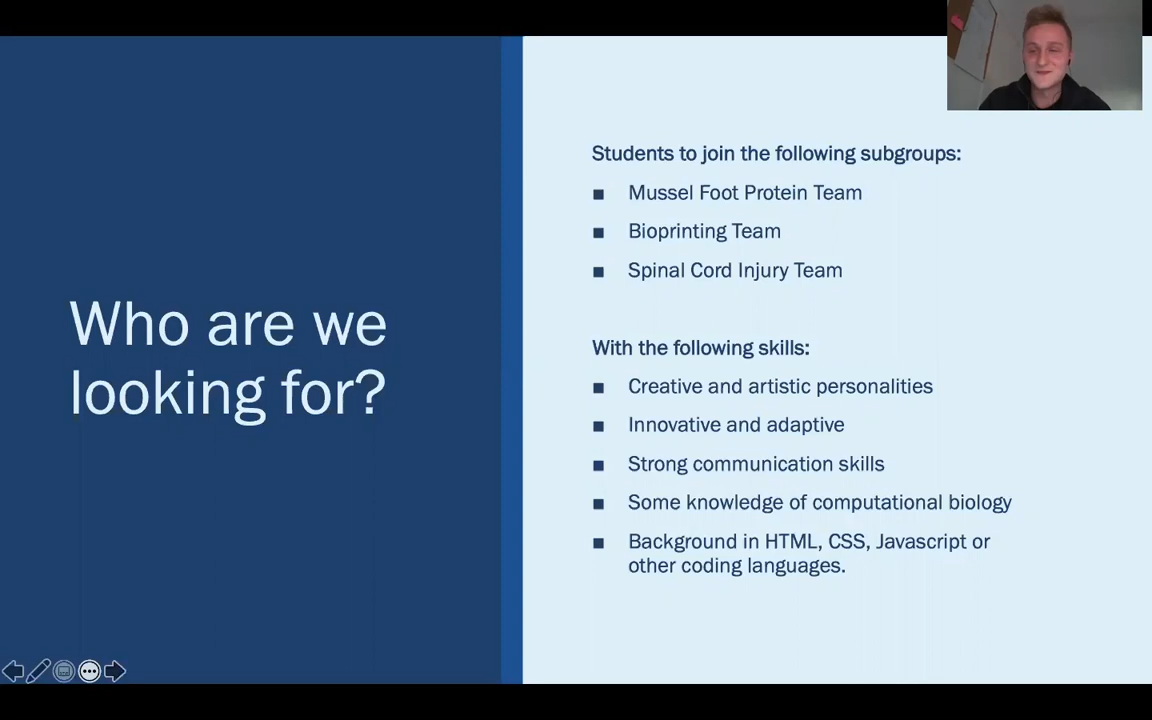 Who are we
looking for?
Students to join the following subgroups:
■ Mussel Foot Protein Team
■ Bioprinting Team
■ Spinal Cord Injury Team
With the following skills:
■ Creative and artistic personalities
■ Innovative and adaptive
■ Strong communication skills
■ Some knowledge of computational biology
■ Background in HTML, CSS, Javascript or
other coding languages.